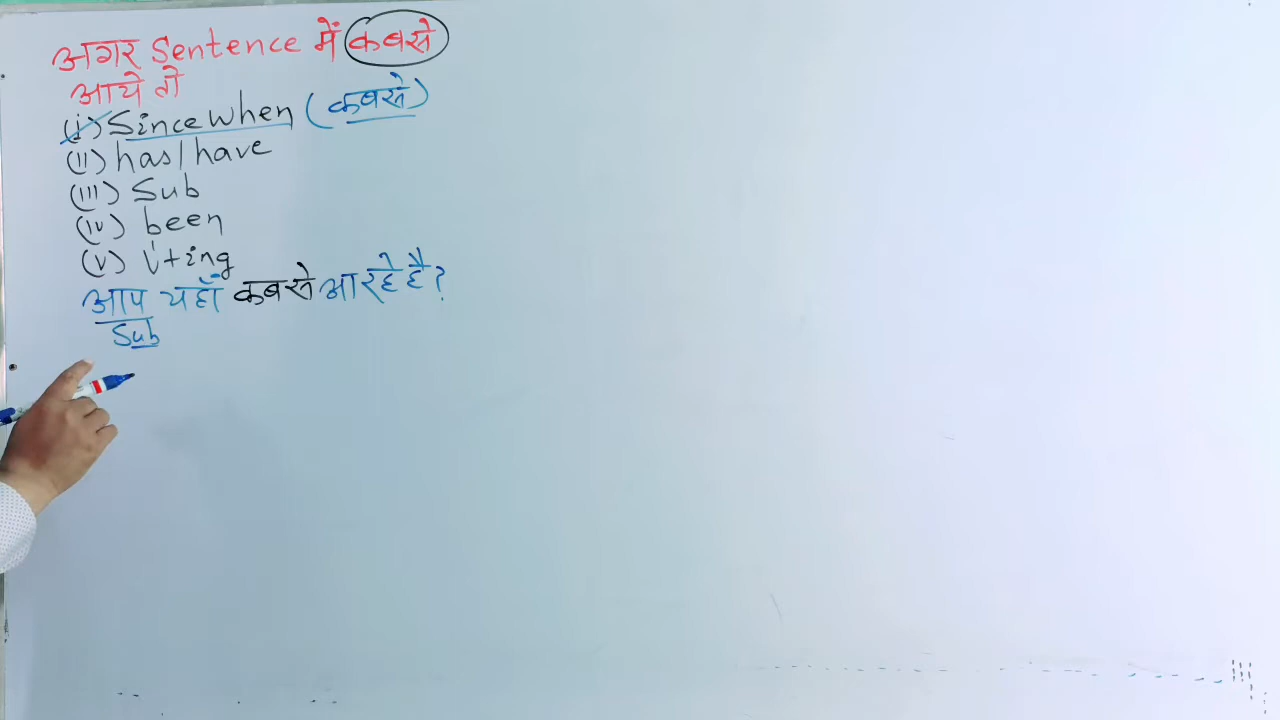 अगर Sentence में कबसे
आये तो
(i) Since when (कबसे)
(ii) has/have
(iii) Sub
(iv) been
(v) V¹+ing
आप यहाँ कबसे आ रहे है?
Sub